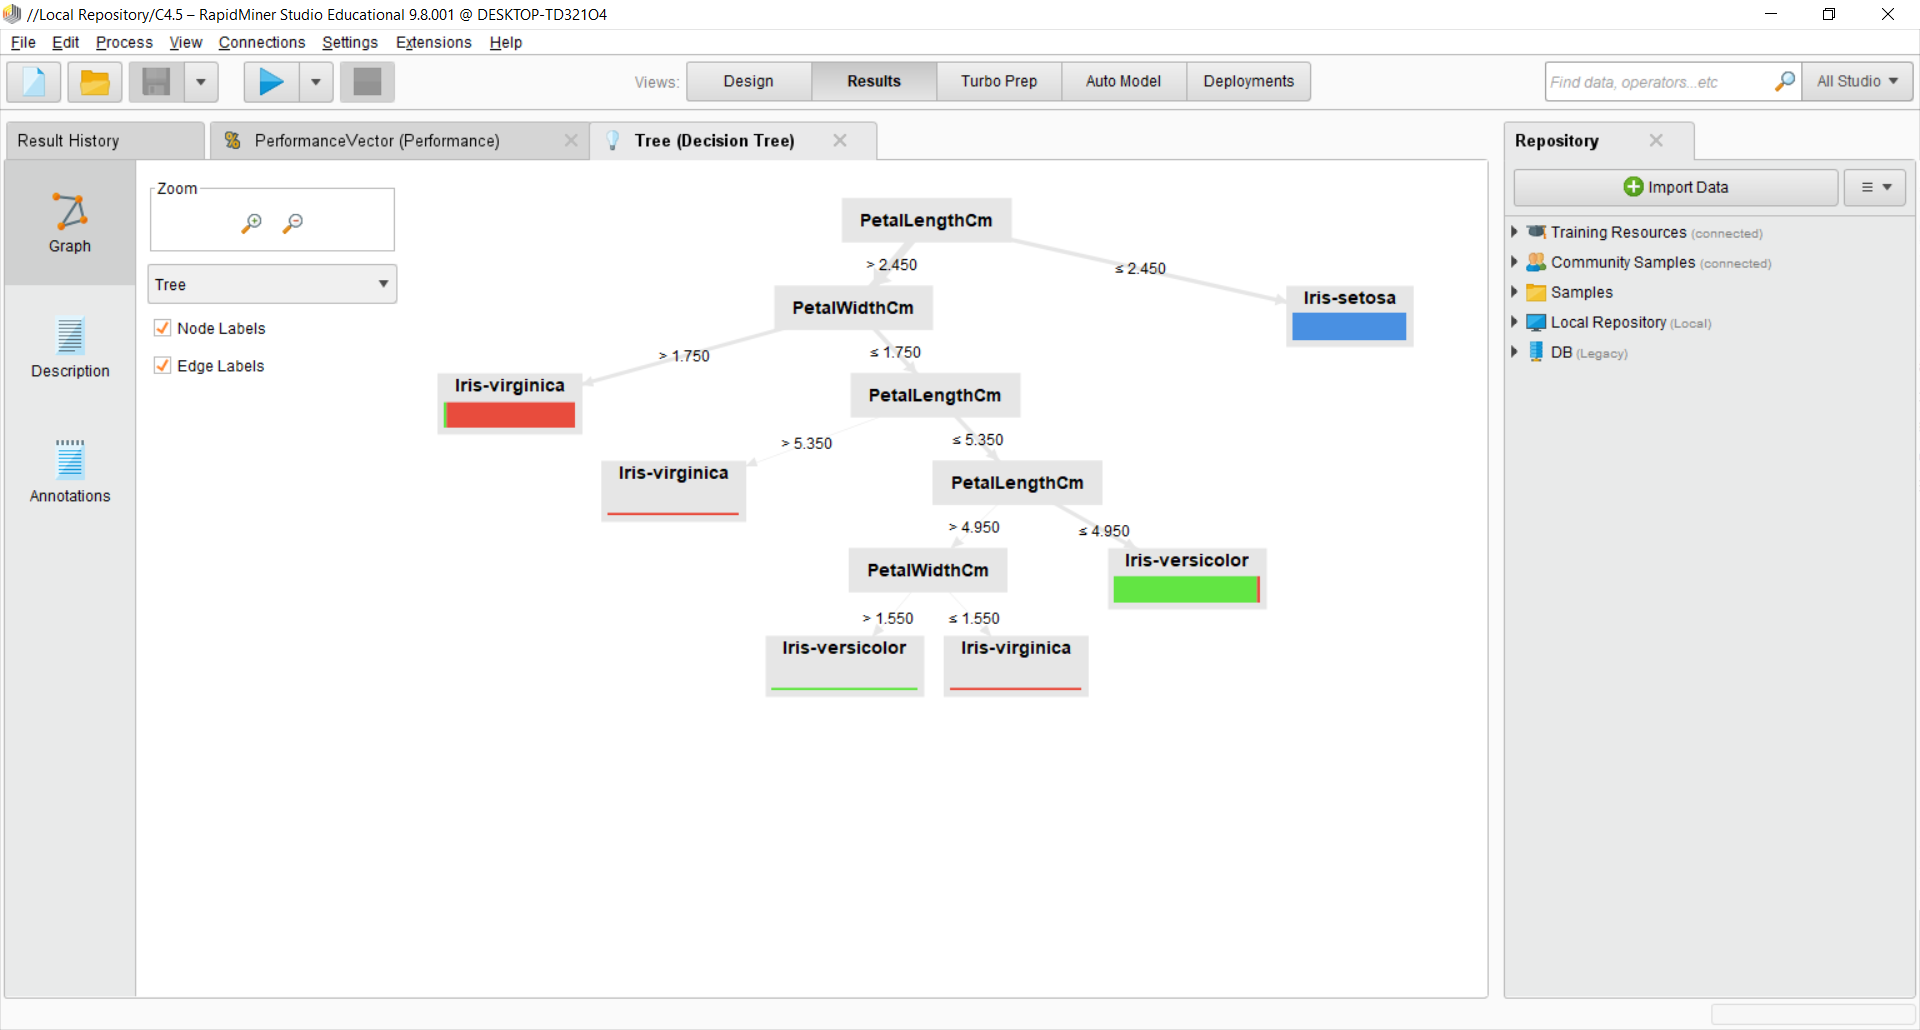 //Local Repository/C4.5 – RapidMiner Studio Educational 9.8.001 @ DESKTOP-TD321O4
File Edit Process View Connections Settings Extensions Help
Views: Design Results Turbo Prep Auto Model Deployments
Find data, operators...etc
All Studio
Result History
PerformanceVector (Performance)
Tree (Decision Tree)
Repository
Graph
Description
Annotations
Zoom
Tree
Node Labels
Edge Labels
PetalLengthCm
> 2.450
≤ 2.450
PetalWidthCm
Iris-setosa
> 1.750
≤ 1.750
Iris-virginica
PetalLengthCm
> 5.350
≤ 5.350
Iris-virginica
PetalLengthCm
> 4.950
≤ 4.950
PetalWidthCm
Iris-versicolor
> 1.550
≤ 1.550
Iris-versicolor
Iris-virginica
Import Data
Training Resources (connected)
Community Samples (connected)
Samples
Local Repository (Local)
DB (Legacy)